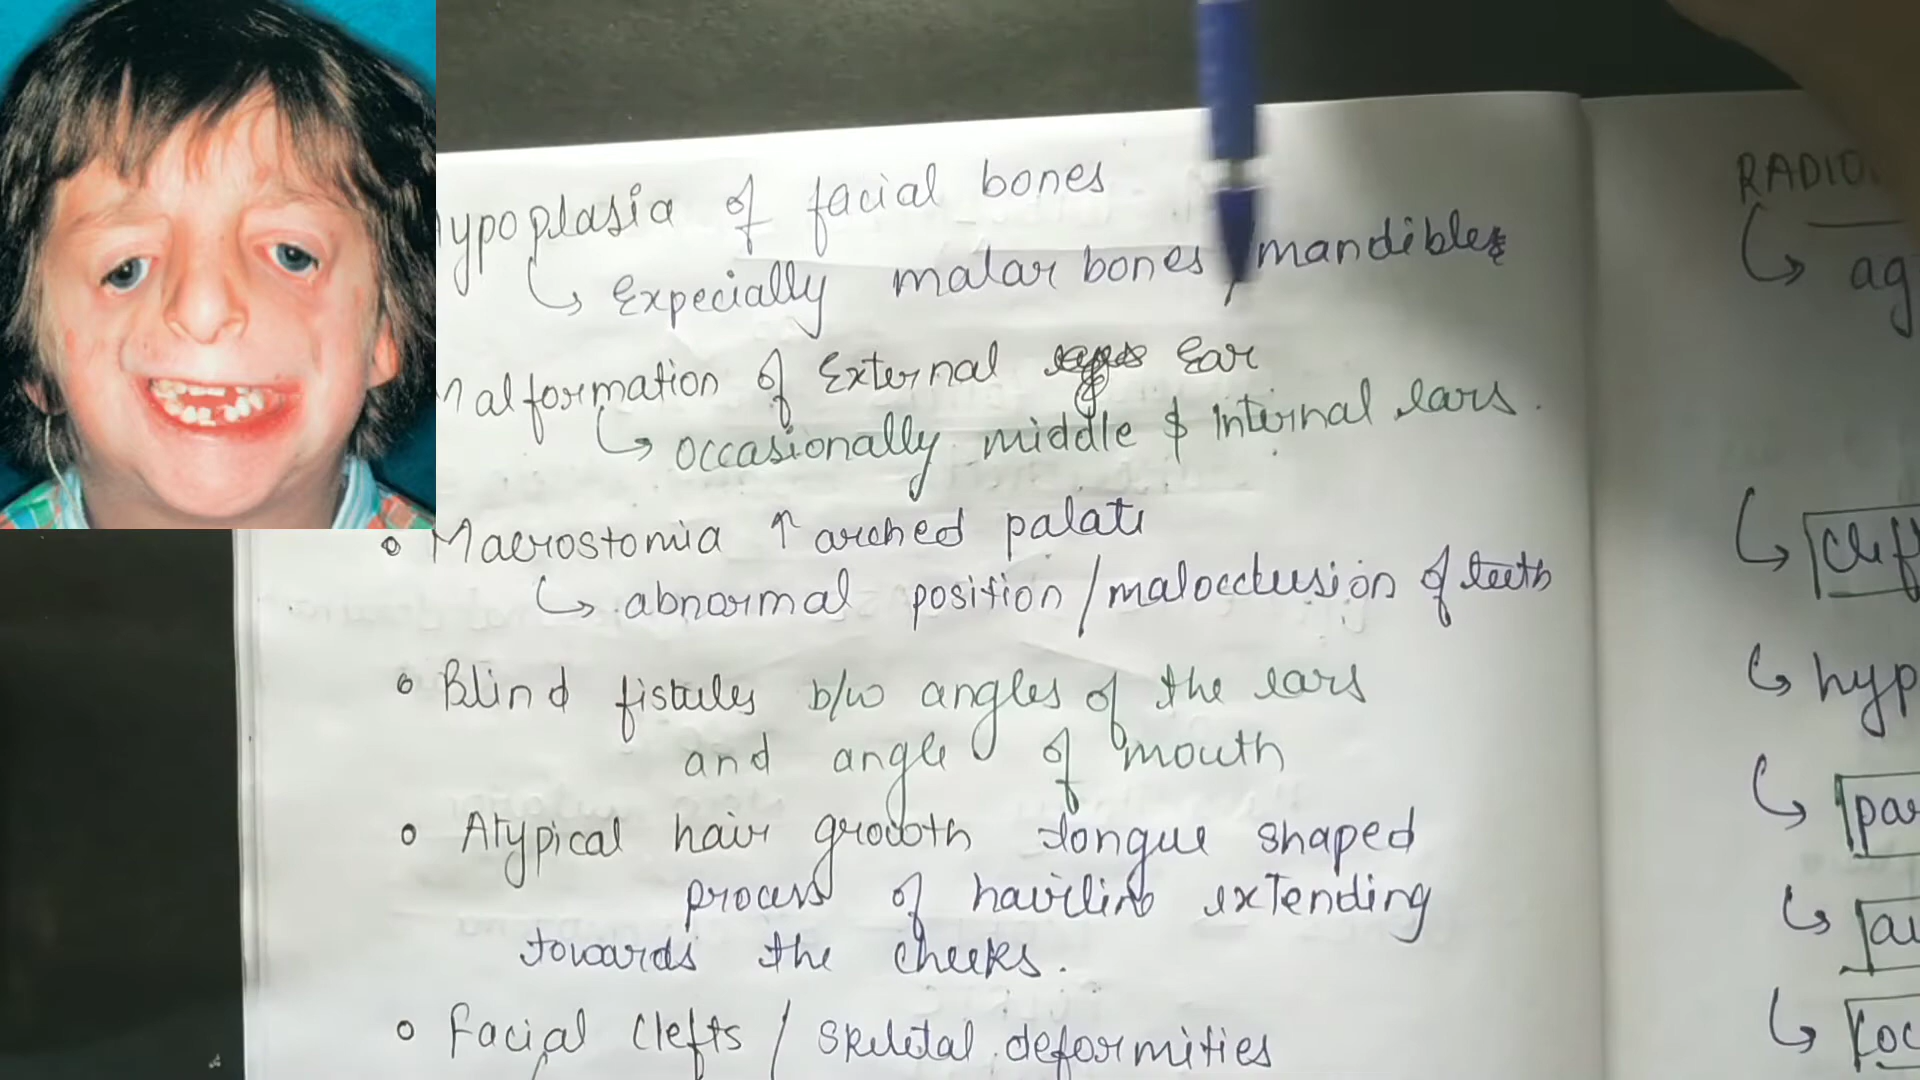 ypoplasia of facial bones
↳ Expecially malar bones / mandibles
alformation of External Ear
↳ occasionally middle & Internal ears.
Macrostomia ↑ arched palate
↳ abnormal position / malocclusion of teeth
Blind fistules b/w angles of the ears
and angle of mouth
Atypical hair growth tongue shaped
process of hairline extending
towards the cheeks.
Facial Clefts / Skeletal deformities
RADIO
↳ ag
↳ clef
↳ hyp
↳ par
↳ au
↳ coc